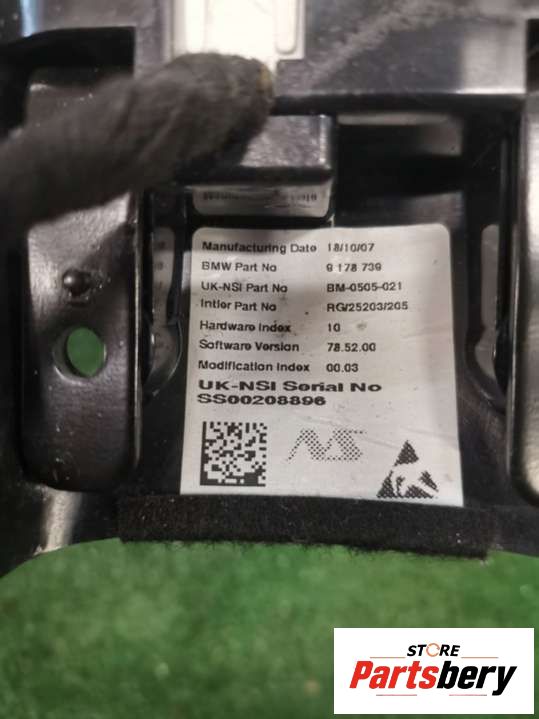 Manufacturing Date 18/10/07
BMW Part No 9 178 739
UK-NSI Part No BM-0505-021
Intier Part No RG/25203/205
Hardware Index 10
Software Version 78.52.00
Modification Index 00.03
UK-NSI Serial No
SS00208896
NS
STORE
Partsbery